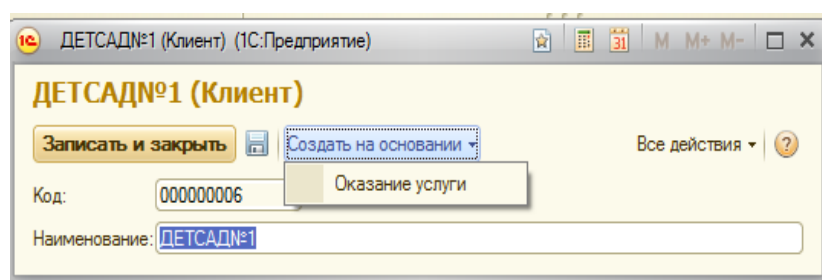 ДЕТСАД№1 (Клиент) (1С:Предприятие) 31 M M+ M-
ДЕТСАД№1 (Клиент)
Записать и закрыть Создать на основании Все действия ?
Оказание услуги
Код: 000000006
Наименование: ДЕТСАД№1